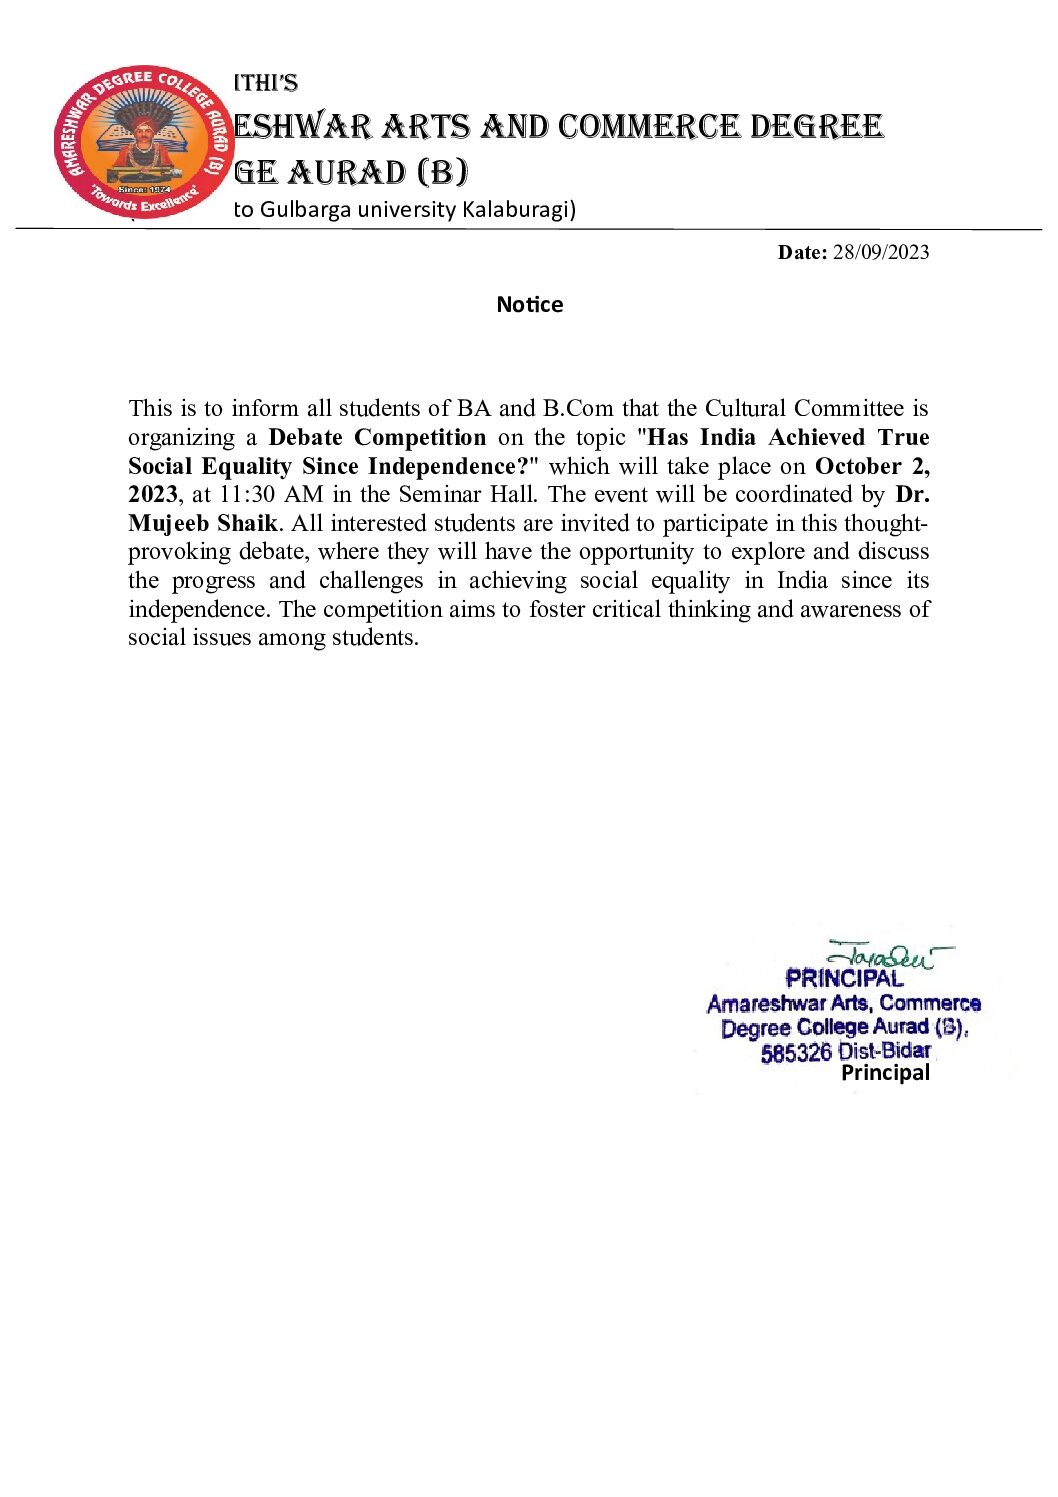 AMARESHWAR DEGREE COLLEGE AURAD (B)
Since: 1974
'Towards Excellence'
ITHI'S
ESHWAR ARTS AND COMMERCE DEGREE
GE AURAD (B)
to Gulbarga university Kalaburagi)
Date: 28/09/2023
Notice
This is to inform all students of BA and B.Com that the Cultural Committee is
organizing a Debate Competition on the topic "Has India Achieved True
Social Equality Since Independence?" which will take place on October 2,
2023, at 11:30 AM in the Seminar Hall. The event will be coordinated by Dr.
Mujeeb Shaik. All interested students are invited to participate in this thought-
provoking debate, where they will have the opportunity to explore and discuss
the progress and challenges in achieving social equality in India since its
independence. The competition aims to foster critical thinking and awareness of
social issues among students.
PRINCIPAL
Amareshwar Arts, Commerce
Degree College Aurad (B).
585326 Dist-Bidar
Principal